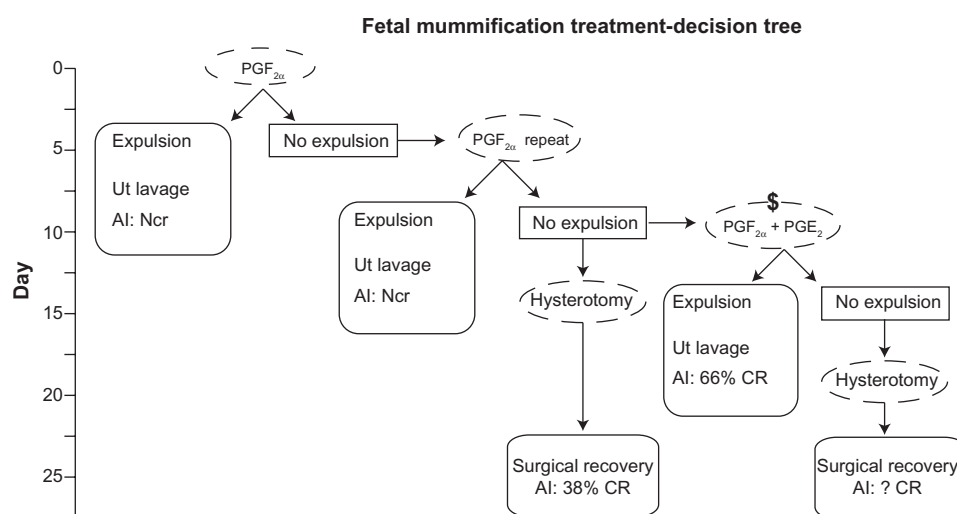 Fetal mummification treatment-decision tree
Day
0
5
10
15
20
25
PGF2α
Expulsion
Ut lavage
AI: Ncr
No expulsion
PGF2α repeat
Expulsion
Ut lavage
AI: Ncr
No expulsion
$
PGF2α + PGE2
Hysterotomy
Surgical recovery
AI: 38% CR
Expulsion
Ut lavage
AI: 66% CR
No expulsion
Hysterotomy
Surgical recovery
AI: ? CR